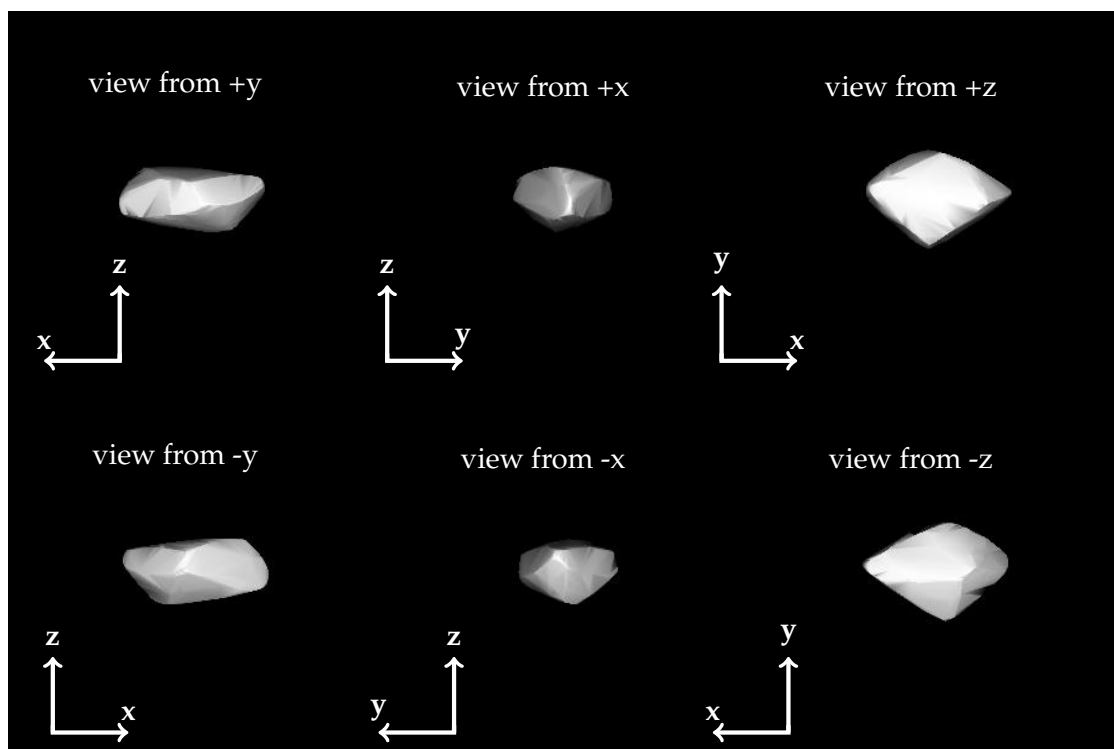 view from +y
view from +x
view from +z
z
x
z
y
y
x
view from -y
view from -x
view from -z
z
x
z
y
y
x